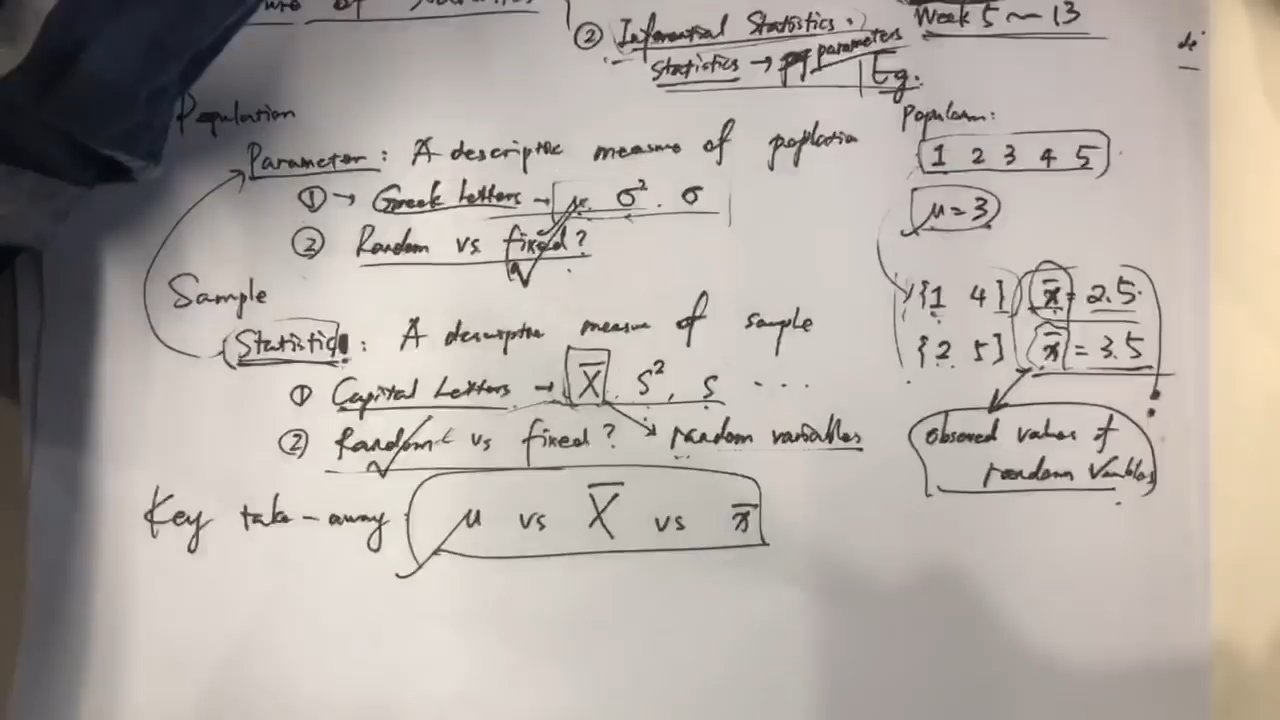 ② Inferential Statistics.
Week 5 ~ 13
Statistics → parameters
Eg.
Population
Parameter: A descriptive measure of population
① → Greek Letters → μ, σ². σ
② Random vs fixed?
Sample
Statistic: A descriptive measure of sample
① Capital Letters → X̄, S², S ....
② Random vs fixed? → random variables
Key take-away: μ vs X̄ vs x̄
1 2 3 4 5
μ = 3
{1 4} x̄ = 2.5
{2 5} x̄ = 3.5
observed values of
random variables